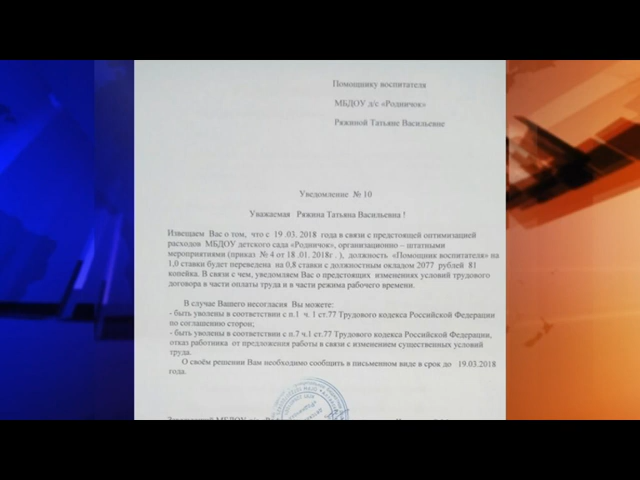 Помощнику воспитателя
МБДОУ д/с «Родничок»
Ряжиной Татьяне Васильевне
Уведомление № 10
Уважаемая Ряжина Татьяна Васильевна !
Извещаем Вас о том, что с 19 .03. 2018 года в связи с предстоящей оптимизацией
расходов МБДОУ детского сада «Родничок», организационно – штатными
мероприятиями (приказ № 4 от 18 .01. 2018г . ), должность «Помощник воспитателя» на
1,0 ставки будет переведена на 0,8 ставки с должностным окладом 2077 рублей 81
копейка. В связи с чем, уведомляем Вас о предстоящих изменениях условий трудового
договора в части оплаты труда и в части режима рабочего времени.
В случае Вашего несогласия Вы можете:
- быть уволены в соответствии с п.1 ч. 1 ст.77 Трудового кодекса Российской Федерации
по соглашению сторон;
- быть уволены в соответствии с п.7 ч.1 ст.77 Трудового кодекса Российской Федерации,
отказ работника от предложения работы в связи с изменением существенных условий
труда.
О своём решении Вам необходимо сообщить в письменном виде в срок до 19.03.2018
года.